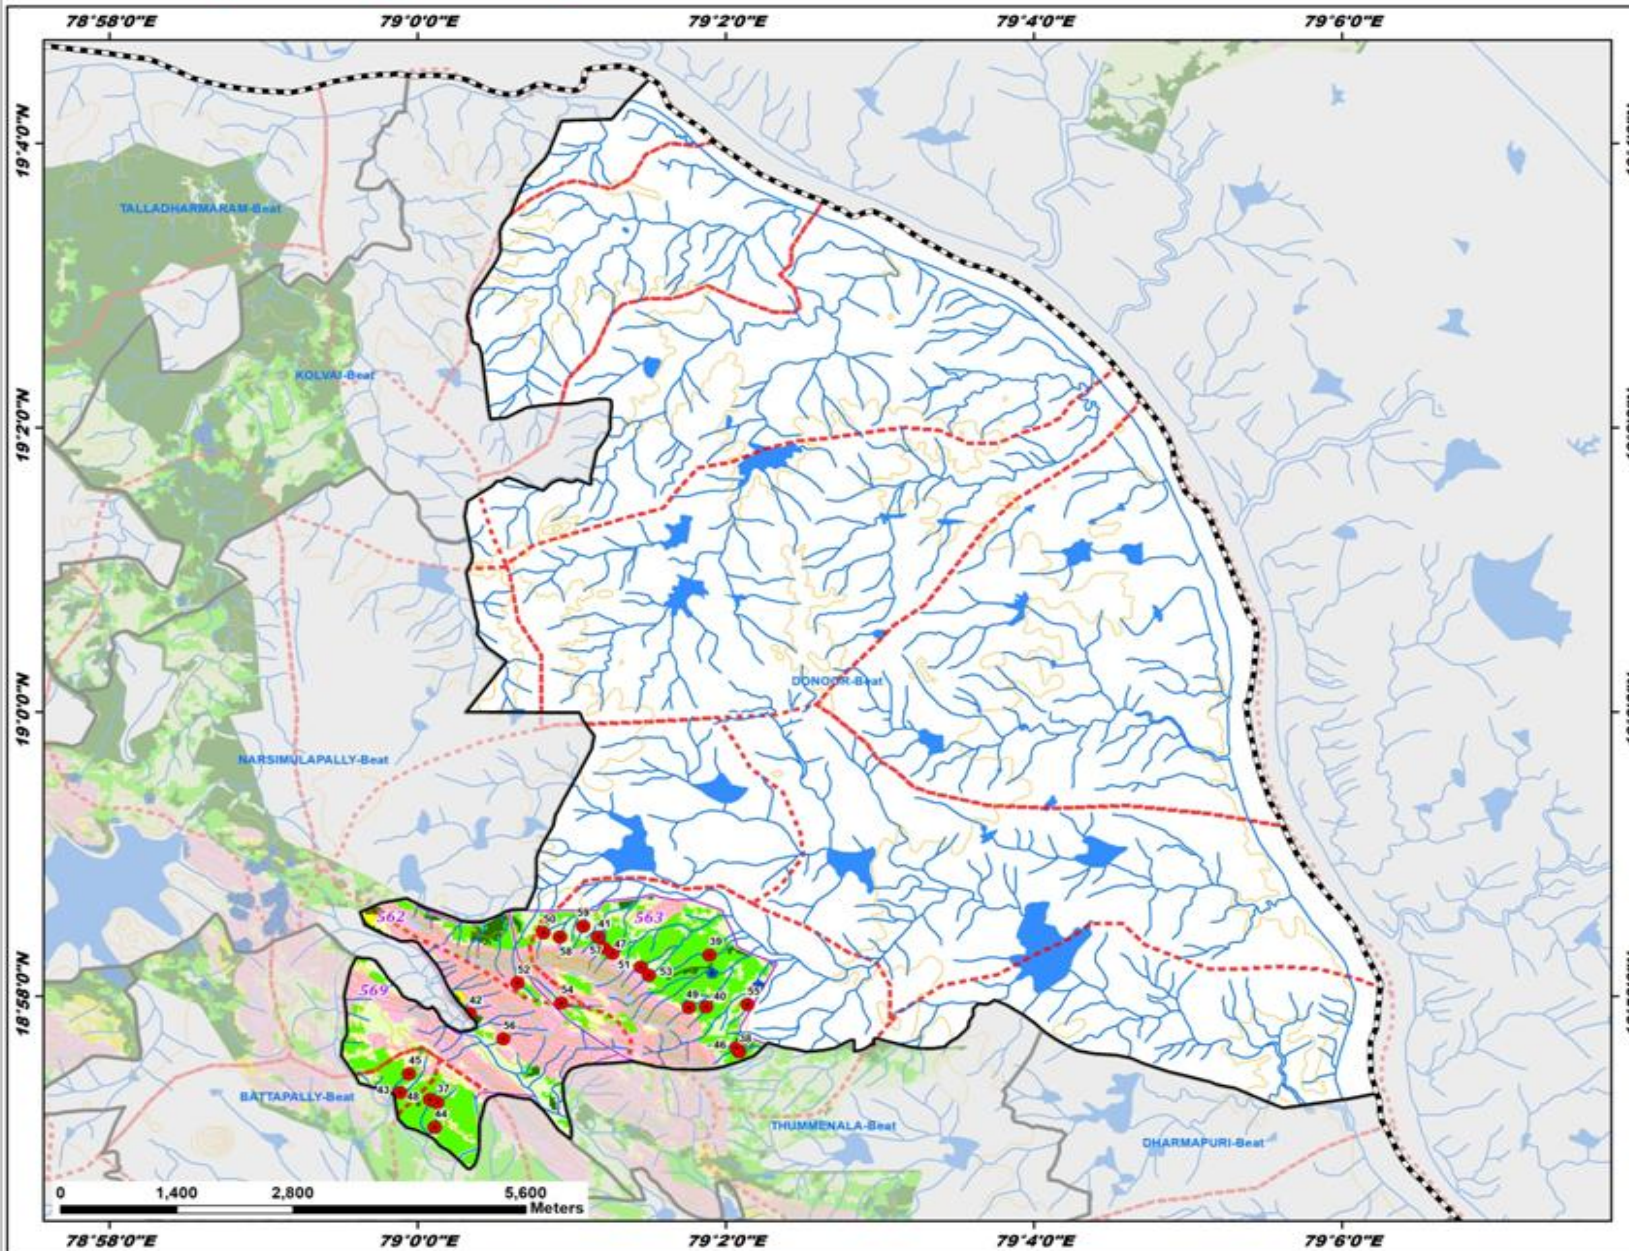 78°58'0"E 79°0'0"E 79°2'0"E 79°4'0"E 79°6'0"E
19°4'0"N
TALLADHARMARAM-Beat
KOLVAI-Beat
19°2'0"N
DONOOR-Beat
19°0'0"N
NARSIMULAPALLY-Beat
562
563
50
59
41
58
57
47
39
51
53
52
18°58'0"N
569
54
42
49
40
55
56
46
38
45
43
48
37
44
BATTAPALLY-Beat
THUMMENALA-Beat
DHARMAPURI-Beat
0 1,400 2,800 5,600
Meters
78°58'0"E 79°0'0"E 79°2'0"E 79°4'0"E 79°6'0"E